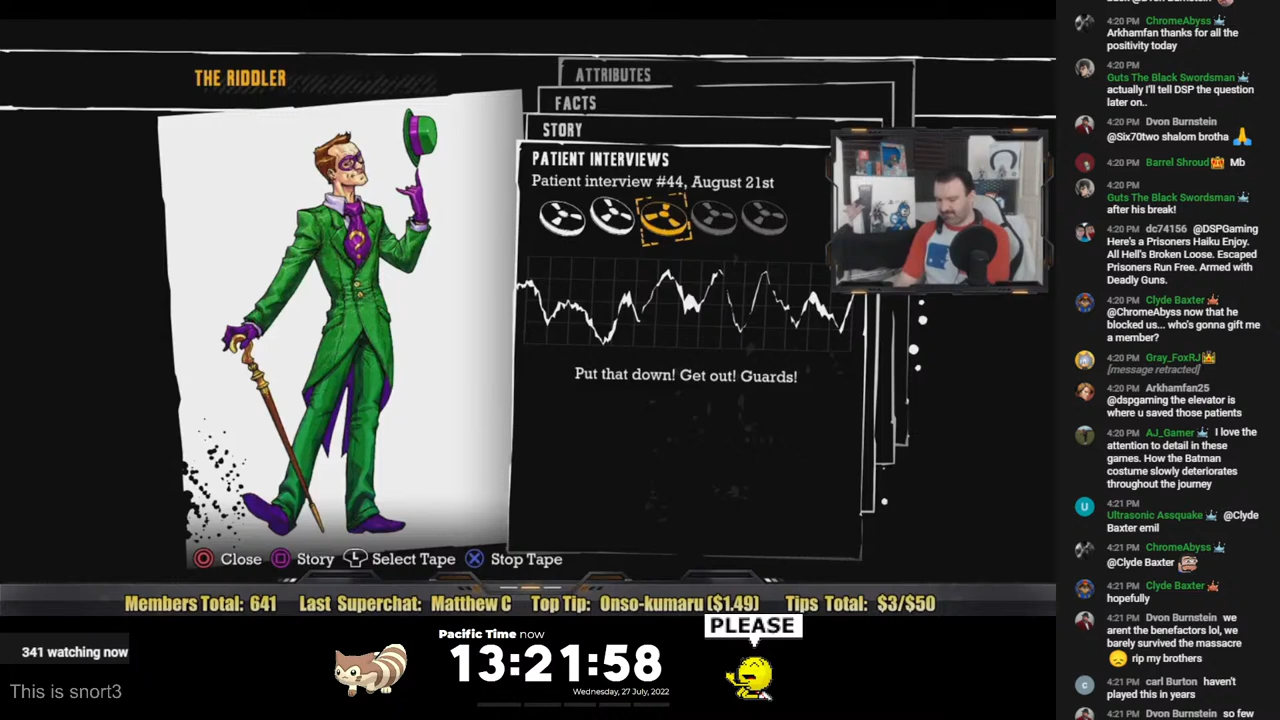 THE RIDDLER
ATTRIBUTES
FACTS
STORY
PATIENT INTERVIEWS
Patient interview #44, August 21st
Put that down! Get out! Guards!
Close
Story
Select Tape
Stop Tape
Members Total: 641 Last Superchat: Matthew C Top Tip: Onso-kumaru ($1.49) Tips Total: $3/$50
341 watching now
This is snort3
Pacific Time now
13:21:58
Wednesday, 27 July, 2022
PLEASE
4:20 PM ChromeAbyss
Arkhamfan thanks for all the
positivity today
4:20 PM
Guts The Black Swordsman
actually I'll tell DSP the question
later on..
4:20 PM Dvon Burnstein
@Six70two shalom brotha
4:20 PM Barrel Shroud Mb
4:20 PM
Guts The Black Swordsman
after his break!
4:20 PM dc74156 @DSPGaming
Here's a Prisoners Haiku Enjoy.
All Hell's Broken Loose. Escaped
Prisoners Run Free. Armed with
Deadly Guns.
4:20 PM Clyde Baxter
@ChromeAbyss now that he
blocked us... who's gonna gift me
a member?
4:20 PM Gray_FoxRJ
[message retracted]
4:20 PM Arkhamfan25
@dspgaming the elevator is
where u saved those patients
4:20 PM AJ_Gamer I love the
attention to detail in these
games. How the Batman
costume slowly deteriorates
throughout the journey
4:21 PM
Ultrasonic Assquake @Clyde
Baxter emil
4:21 PM ChromeAbyss
@Clyde Baxter
4:21 PM Clyde Baxter
hopefully
4:21 PM Dvon Burnstein we
arent the benefactors lol, we
barely survived the massacre
rip my brothers
4:21 PM carl Burton haven't
played this in years
4:21 PM Dvon Burnstein so few